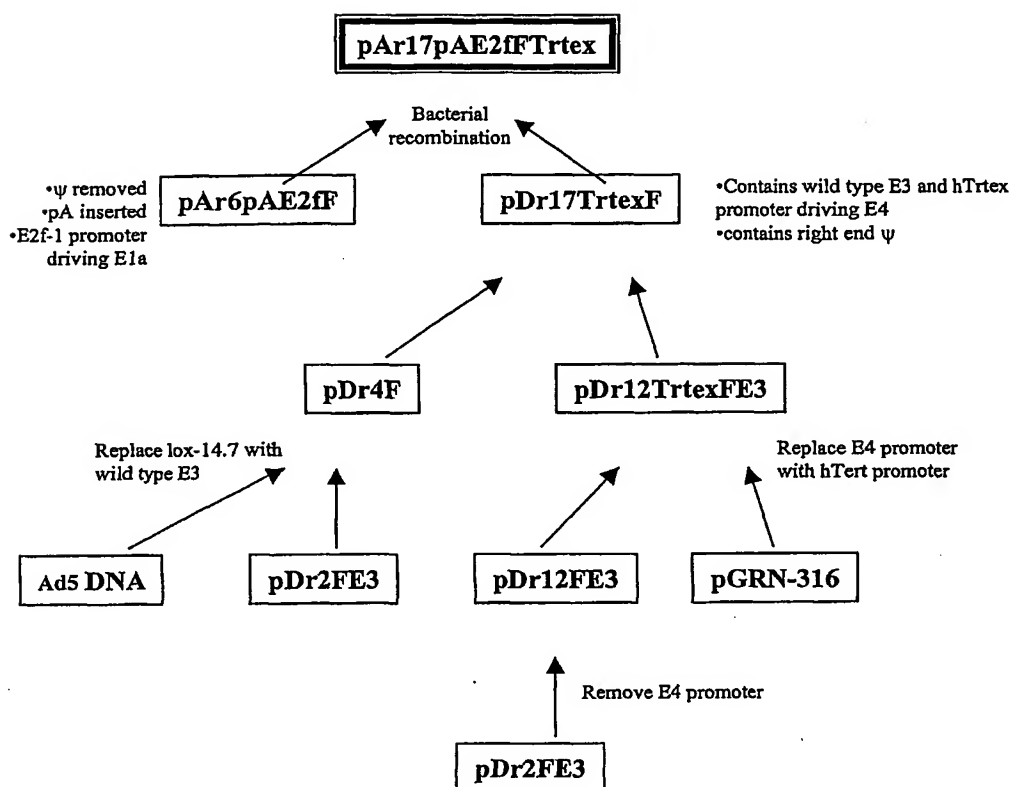 pAr17pAE2fFTrtex
Bacterial
recombination
•ψ removed
•pA inserted
•E2f-1 promoter
driving E1a
pAr6pAE2fF
pDr17TrtexF
•Contains wild type E3 and hTrtex
promoter driving E4
•contains right end ψ
pDr4F
pDr12TrtexFE3
Replace lox-14.7 with
wild type E3
Replace E4 promoter
with hTert promoter
Ad5 DNA
pDr2FE3
pDr12FE3
pGRN-316
Remove E4 promoter
pDr2FE3